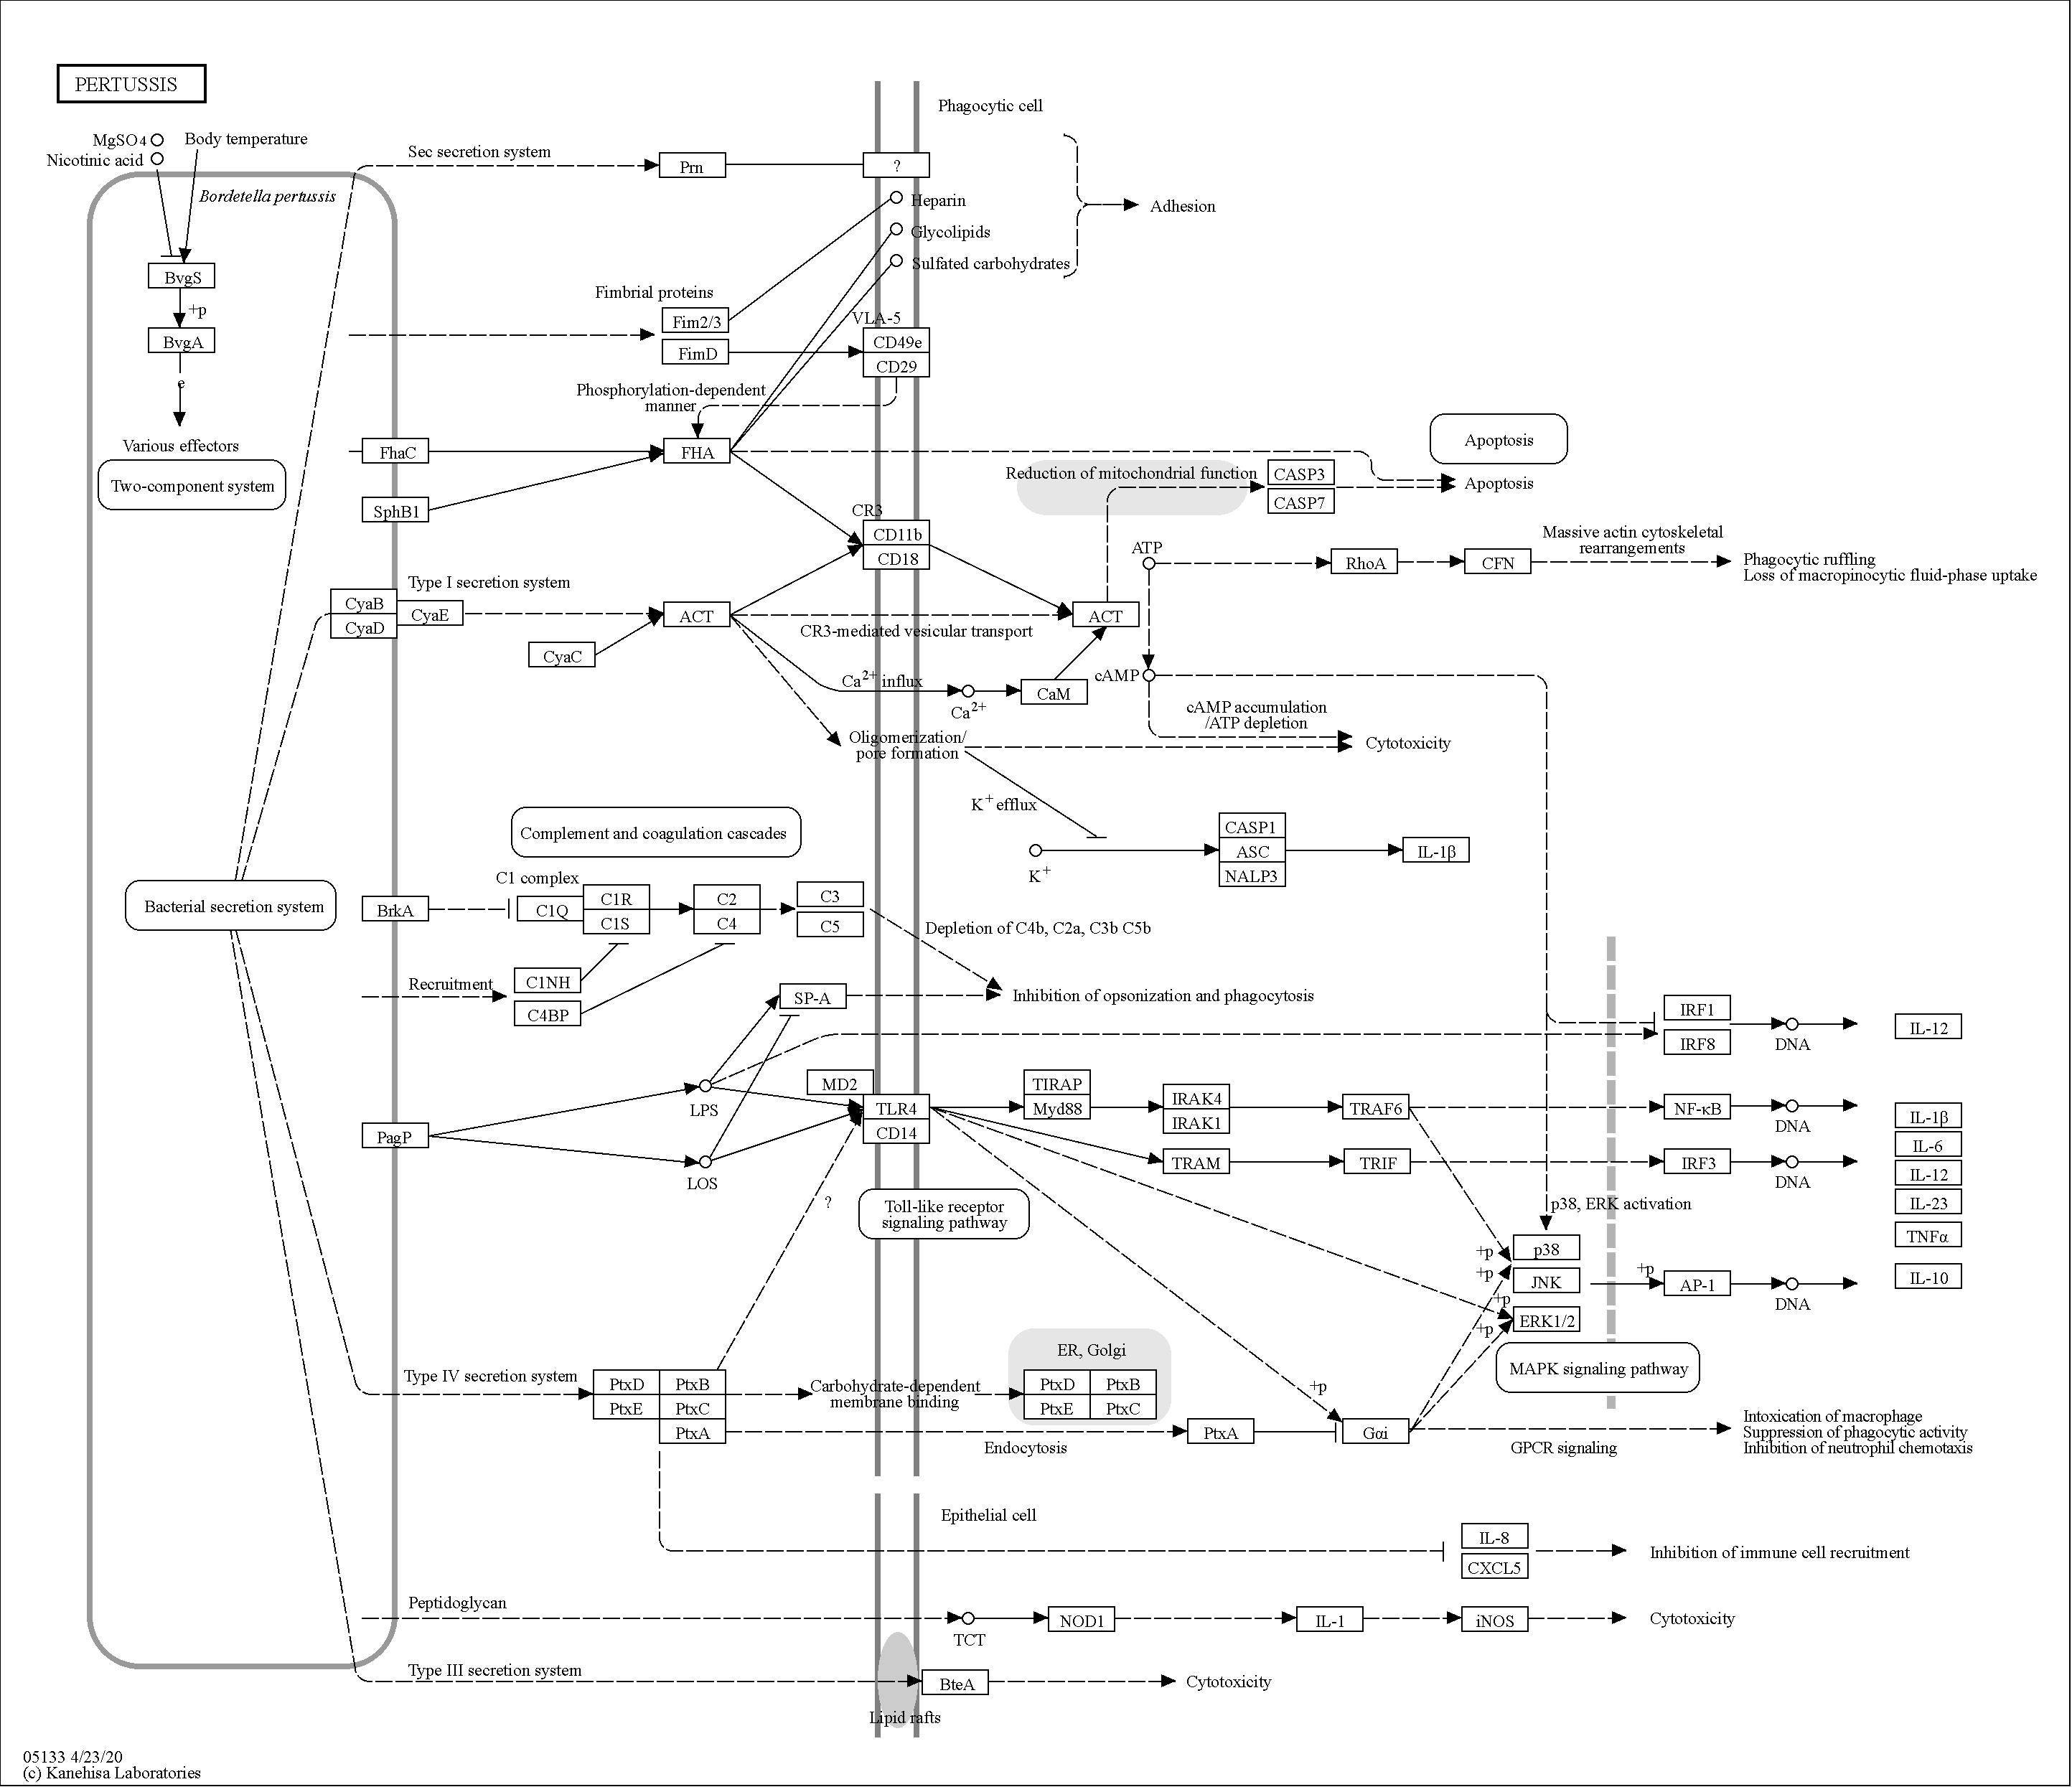 PERTUSSIS
MgSO4
Nicotinic acid
Body temperature
Bordetella pertussis
BvgS
+p
BvgA
e
Various effectors
Two-component system
Bacterial secretion system
Phagocytic cell
Sec secretion system
Prn
?
Heparin
Glycolipids
Sulfated carbohydrates
Adhesion
Fimbrial proteins
Fim2/3
FimD
VLA-5
CD49e
CD29
Phosphorylation-dependent
manner
FhaC
FHA
SphB1
Apoptosis
Reduction of mitochondrial function
CASP3
CASP7
Apoptosis
CR3
CD11b
CD18
Type I secretion system
CyaB
CyaD
CyaE
ACT
CyaC
CR3-mediated vesicular transport
ACT
ATP
RhoA
CFN
Massive actin cytoskeletal
rearrangements
Phagocytic ruffling
Loss of macropinocytic fluid-phase uptake
Ca2+ influx
Ca2+
CaM
cAMP
cAMP accumulation
/ATP depletion
Oligomerization/
pore formation
Cytotoxicity
K+ efflux
K+
CASP1
ASC
NALP3
IL-1β
Complement and coagulation cascades
C1 complex
BrkA
C1Q
C1R
C1S
C2
C4
C3
C5
Depletion of C4b, C2a, C3b C5b
Recruitment
C1NH
C4BP
SP-A
Inhibition of opsonization and phagocytosis
IRF1
IRF8
DNA
IL-12
PagP
LPS
LOS
MD2
TLR4
CD14
TIRAP
Myd88
IRAK4
IRAK1
TRAF6
NF-κB
DNA
TRAM
TRIF
IRF3
DNA
IL-1β
IL-6
IL-12
IL-23
TNFα
IL-10
?
Toll-like receptor
signaling pathway
p38, ERK activation
+p
p38
+p
JNK
+p
ERK1/2
+p
+p
AP-1
DNA
MAPK signaling pathway
Type IV secretion system
PtxD
PtxB
PtxE
PtxC
PtxA
Carbohydrate-dependent
membrane binding
ER, Golgi
PtxD
PtxB
PtxE
PtxC
Endocytosis
PtxA
+p
Gαi
GPCR signaling
Intoxication of macrophage
Suppression of phagocytic activity
Inhibition of neutrophil chemotaxis
Epithelial cell
IL-8
CXCL5
Inhibition of immune cell recruitment
Peptidoglycan
TCT
NOD1
IL-1
iNOS
Cytotoxicity
Type III secretion system
BteA
Cytotoxicity
Lipid rafts
05133 4/23/20
(c) Kanehisa Laboratories